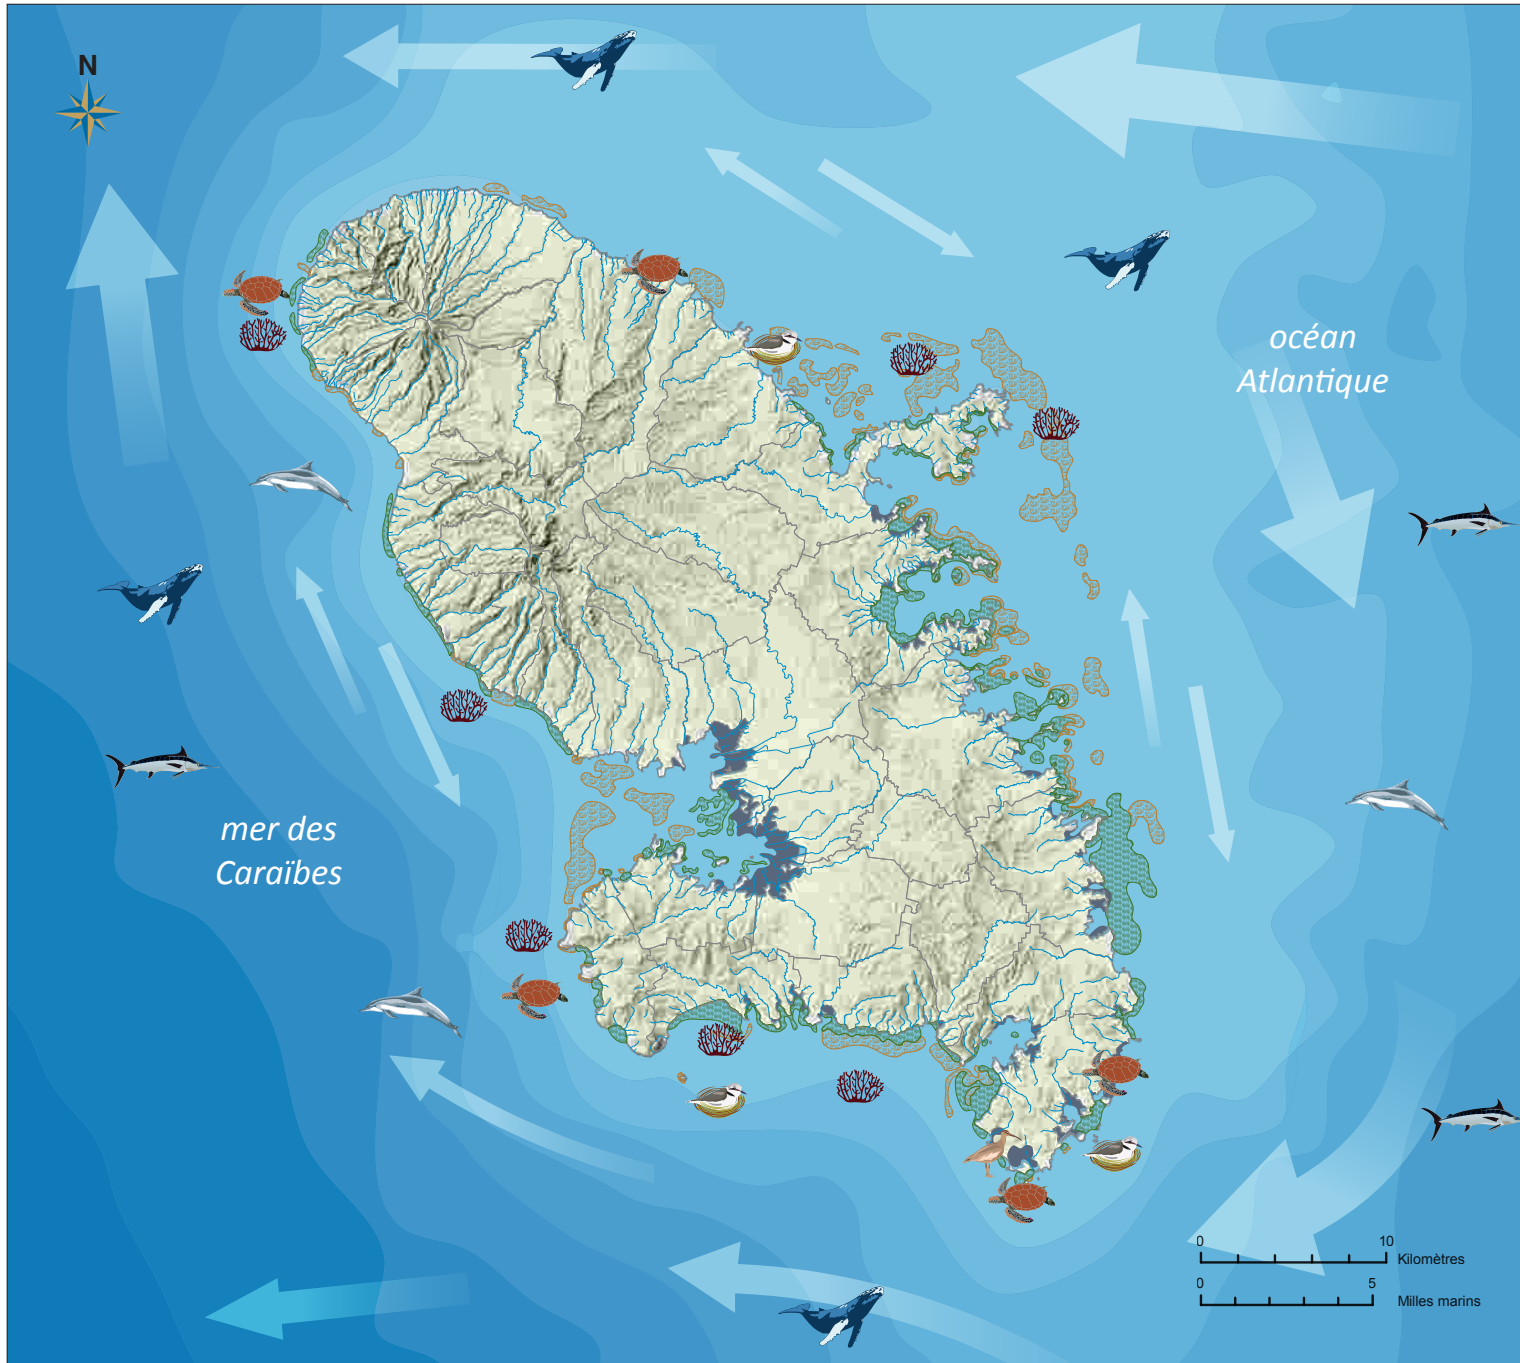 N
océan
Atlantique
mer des
Caraïbes
0 10
Kilomètres
0 5
Milles marins